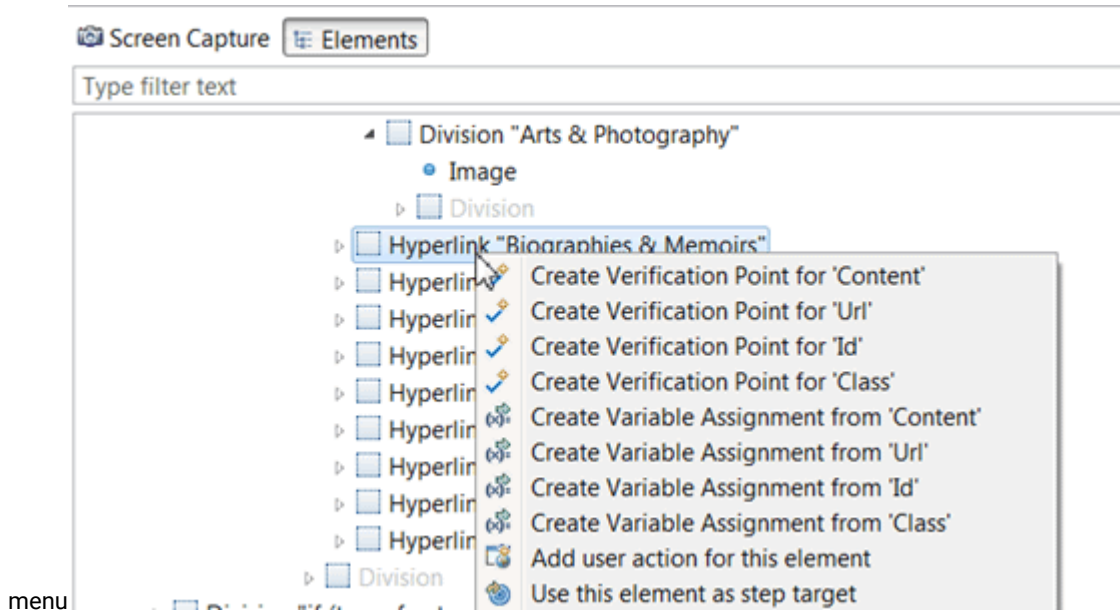 Screen Capture Elements
Type filter text
Division "Arts & Photography"
Image
Division
Hyperlink "Biographies & Memoirs"
Create Verification Point for 'Content'
Hyperlin
Create Verification Point for 'Url'
Hyperlin
Create Verification Point for 'Id'
Hyperlin
Create Verification Point for 'Class'
Hyperlin
Create Variable Assignment from 'Content'
Hyperlin
Create Variable Assignment from 'Url'
Hyperlin
Create Variable Assignment from 'Id'
Hyperlin
Create Variable Assignment from 'Class'
Hyperlin
Add user action for this element
Division
Use this element as step target
menu